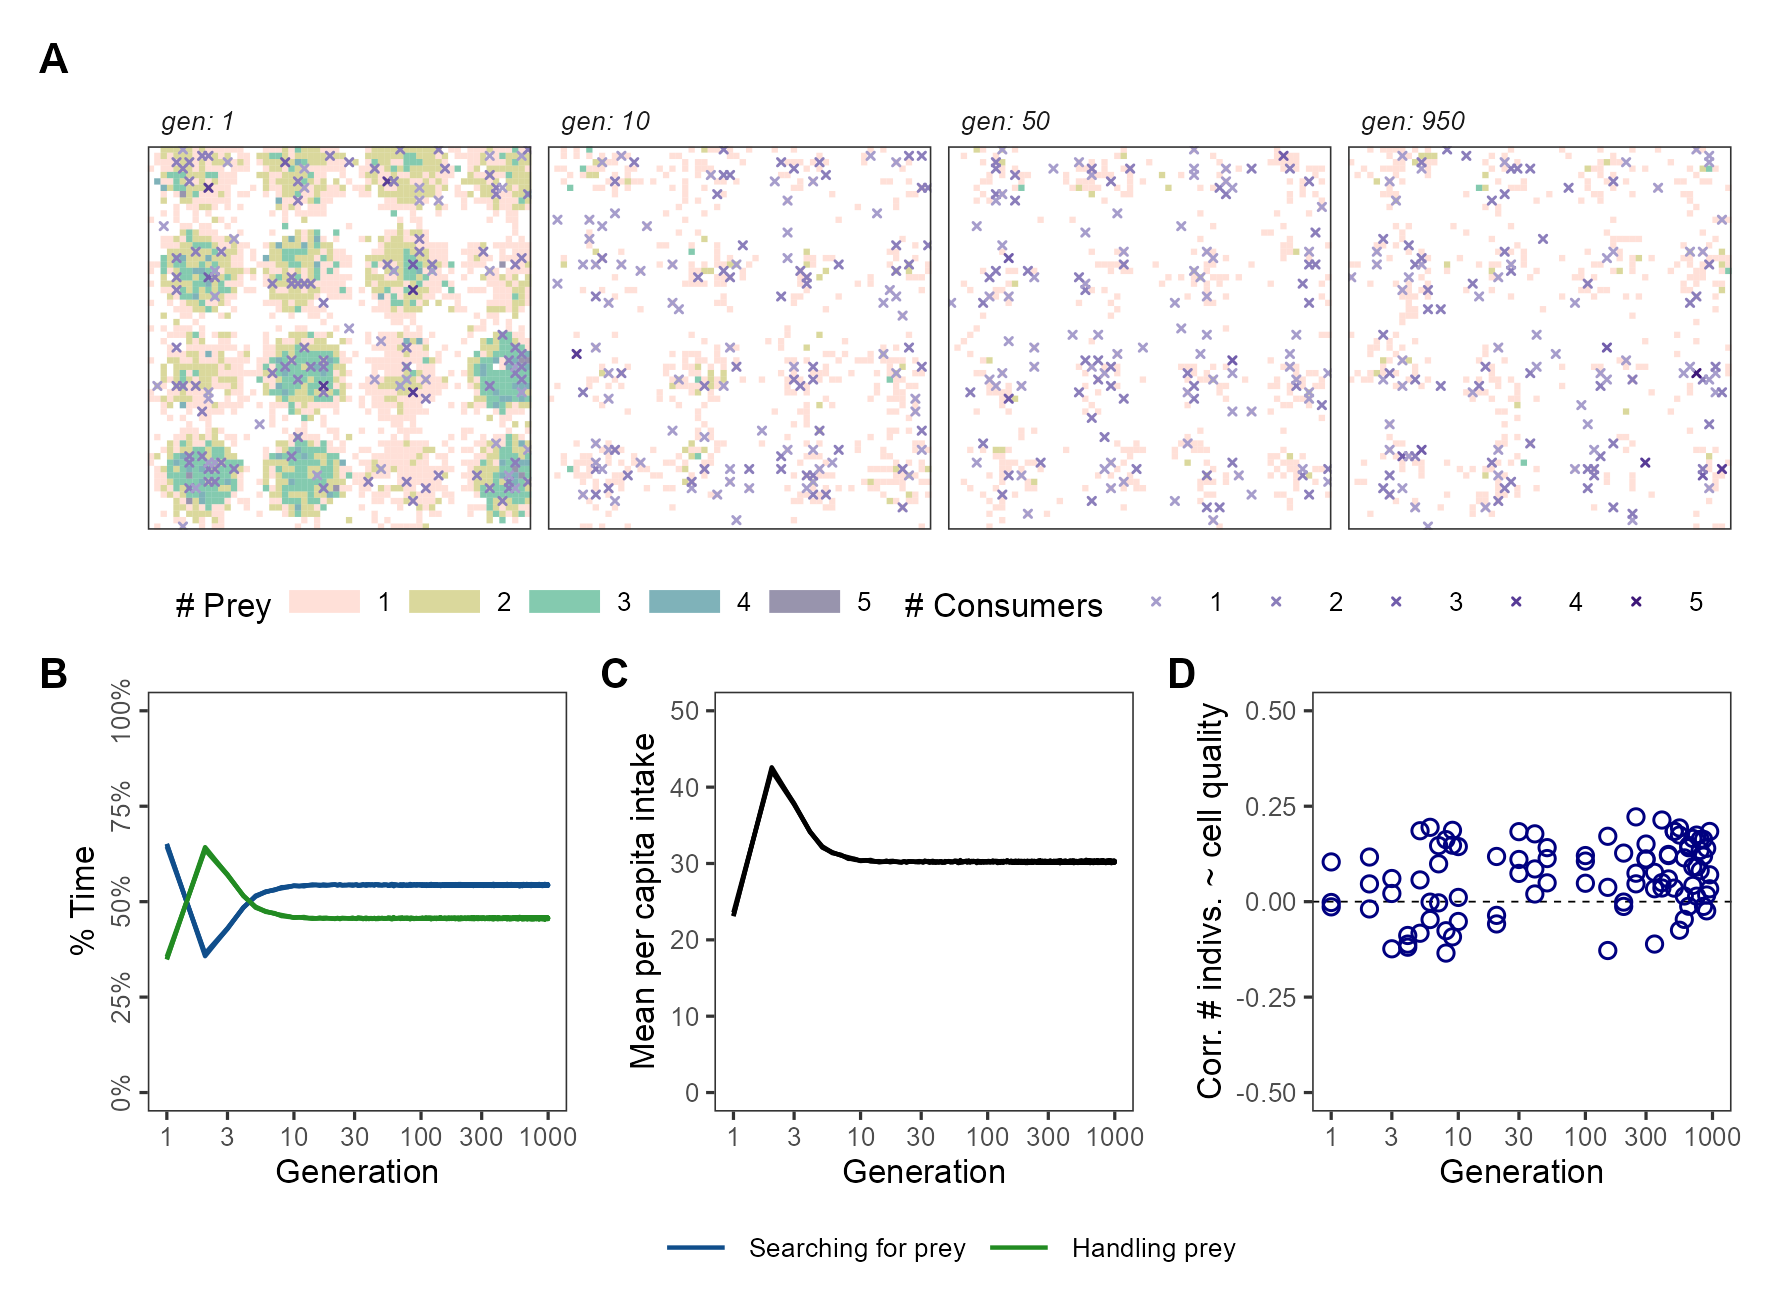 A
gen: 1
gen: 10
gen: 50
gen: 950
# Prey 1 2 3 4 5 # Consumers 1 2 3 4 5
B
% Time
100%
75%
50%
25%
0%
1 3 10 30 100 300 1000
Generation
C
Mean per capita intake
50
40
30
20
10
0
1 3 10 30 100 300 1000
Generation
D
Corr. # indivs. ~ cell quality
0.50
0.25
0.00
-0.25
-0.50
1 3 10 30 100 300 1000
Generation
Searching for prey Handling prey